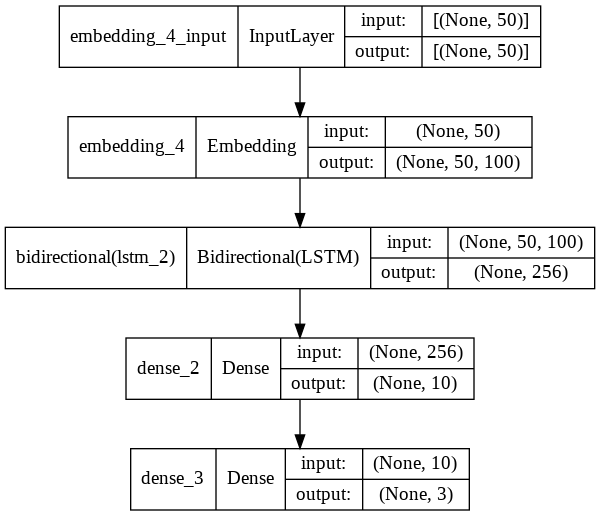 embedding_4_input InputLayer input: [(None, 50)]
output: [(None, 50)]
embedding_4 Embedding input: (None, 50)
output: (None, 50, 100)
bidirectional(lstm_2) Bidirectional(LSTM) input: (None, 50, 100)
output: (None, 256)
dense_2 Dense input: (None, 256)
output: (None, 10)
dense_3 Dense input: (None, 10)
output: (None, 3)